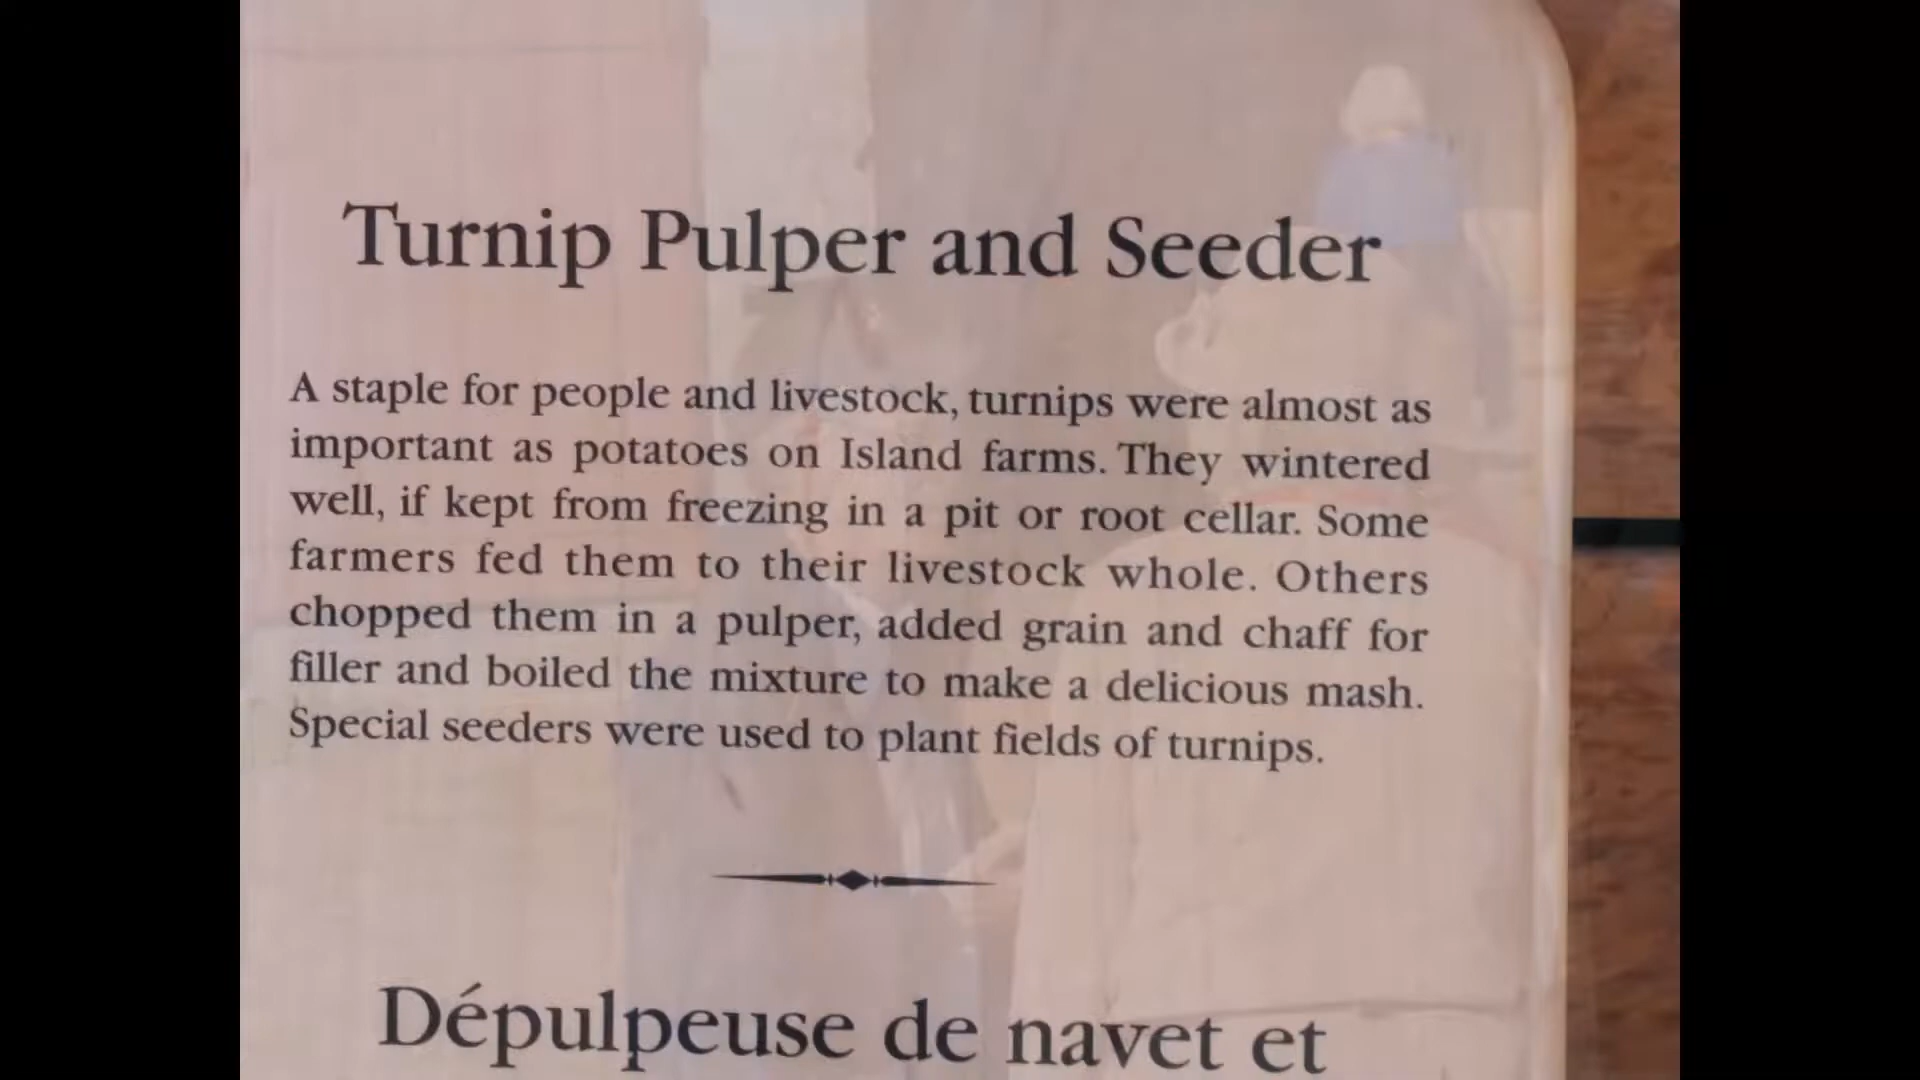 Turnip Pulper and Seeder
A staple for people and livestock, turnips were almost as
important as potatoes on Island farms. They wintered
well, if kept from freezing in a pit or root cellar. Some
farmers fed them to their livestock whole. Others
chopped them in a pulper, added grain and chaff for
filler and boiled the mixture to make a delicious mash.
Special seeders were used to plant fields of turnips.
Dépulpeuse de navet et